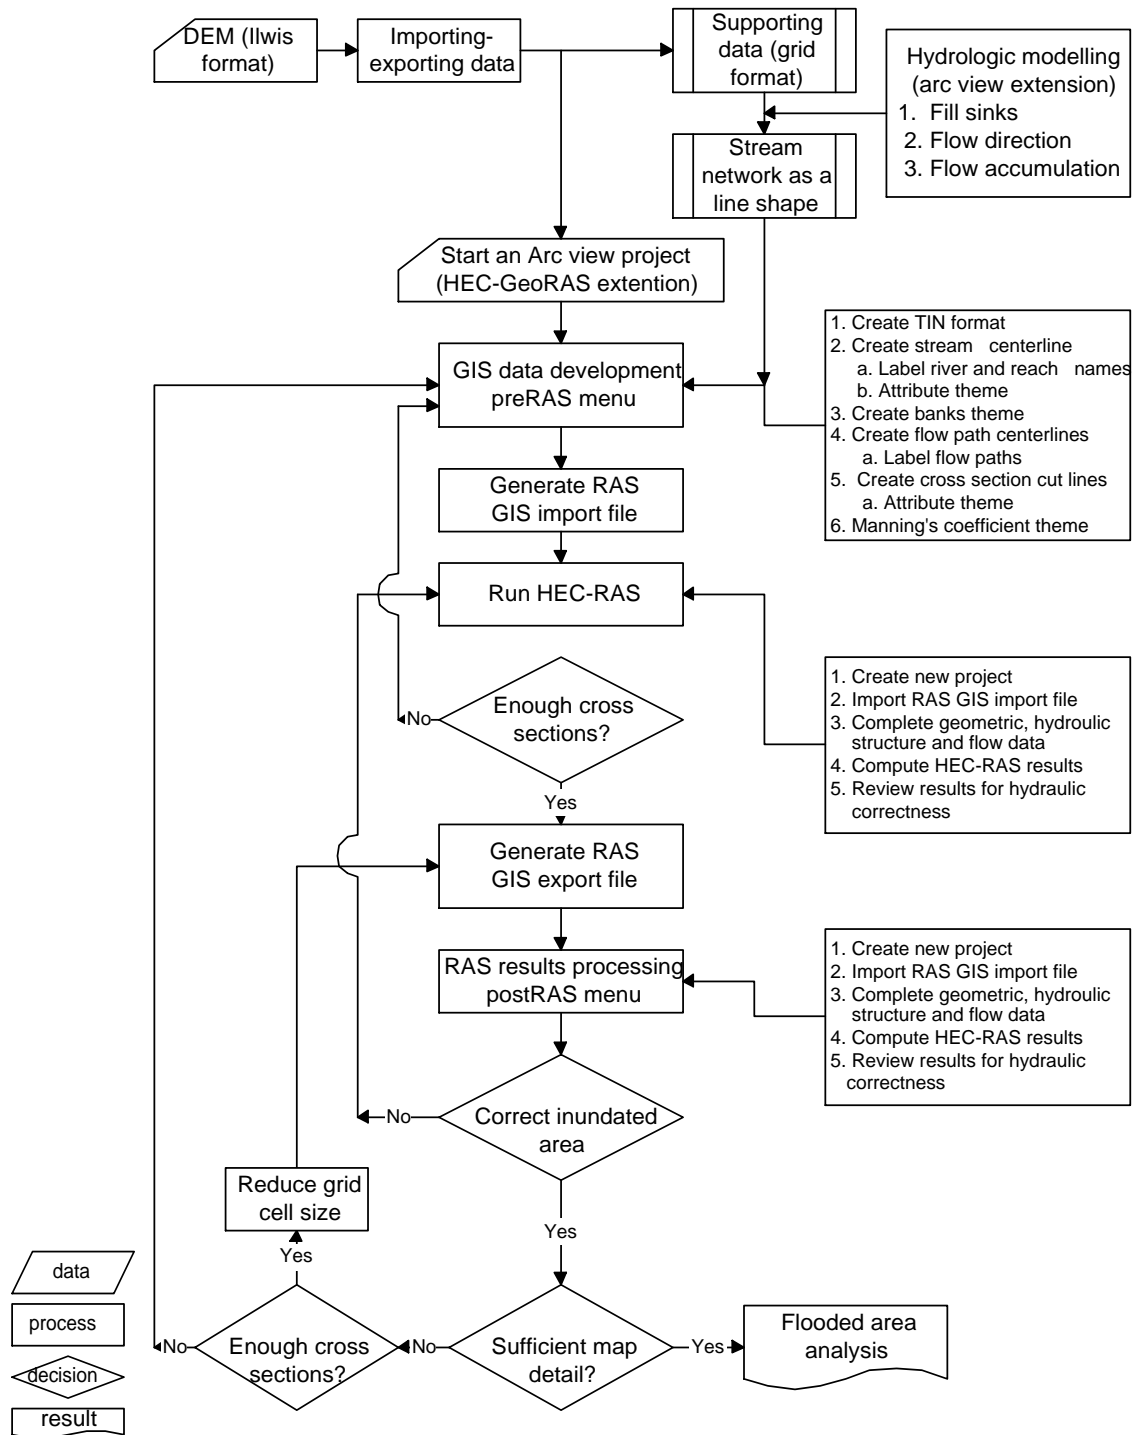 DEM (Ilwis
format)
Importing-
exporting data
Supporting
data (grid
format)
Hydrologic modelling
(arc view extension)
1. Fill sinks
2. Flow direction
3. Flow accumulation
Stream
network as a
line shape
Start an Arc view project
(HEC-GeoRAS extention)
GIS data development
preRAS menu
1. Create TIN format
2. Create stream centerline
a. Label river and reach names
b. Attribute theme
3. Create banks theme
4. Create flow path centerlines
a. Label flow paths
5. Create cross section cut lines
a. Attribute theme
6. Manning's coefficient theme
Generate RAS
GIS import file
Run HEC-RAS
Enough cross
sections?
No
Yes
1. Create new project
2. Import RAS GIS import file
3. Complete geometric, hydroulic
structure and flow data
4. Compute HEC-RAS results
5. Review results for hydraulic
correctness
Generate RAS
GIS export file
RAS results processing
postRAS menu
1. Create new project
2. Import RAS GIS import file
3. Complete geometric, hydroulic
structure and flow data
4. Compute HEC-RAS results
5. Review results for hydraulic
correctness
Correct inundated
area
No
Yes
Reduce grid
cell size
Yes
Enough cross
sections?
No
No
Sufficient map
detail?
Yes
Flooded area
analysis
data
process
decision
result